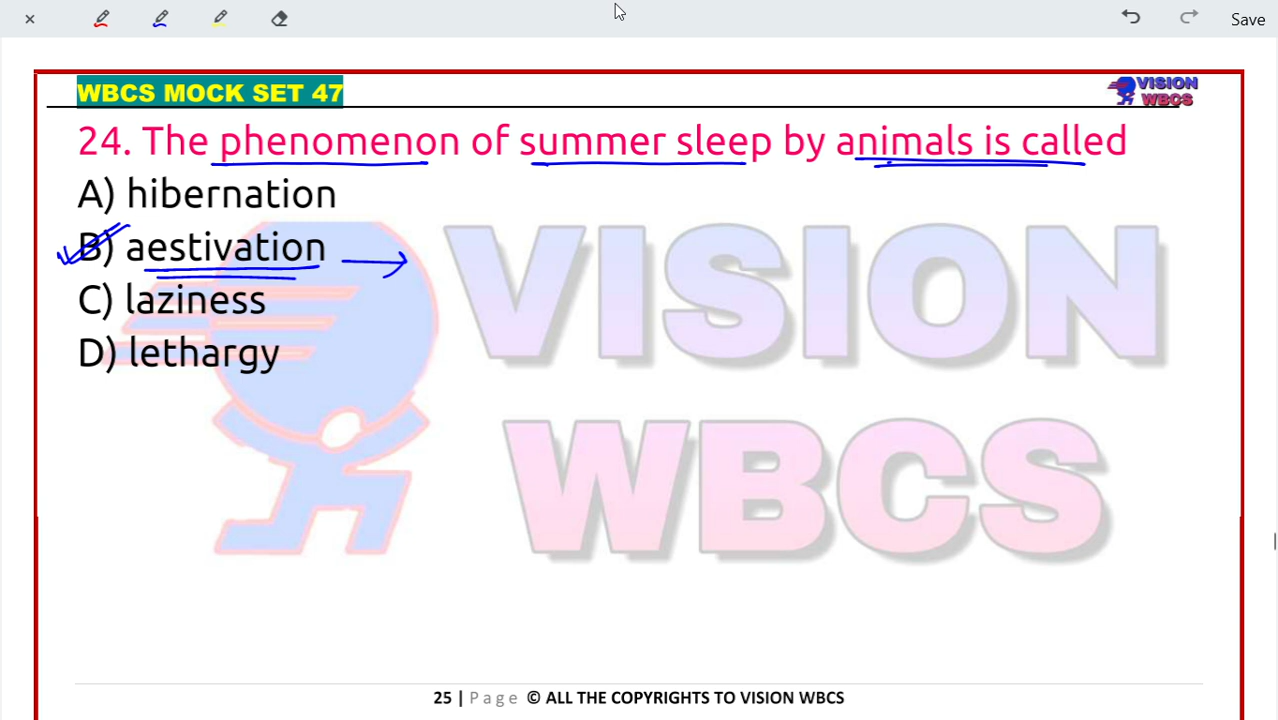 Save
WBCS MOCK SET 47
VISION
WBCS
24. The phenomenon of summer sleep by animals is called
A) hibernation
B) aestivation
C) laziness
D) lethargy
VISION
WBCS
25 | Page © ALL THE COPYRIGHTS TO VISION WBCS